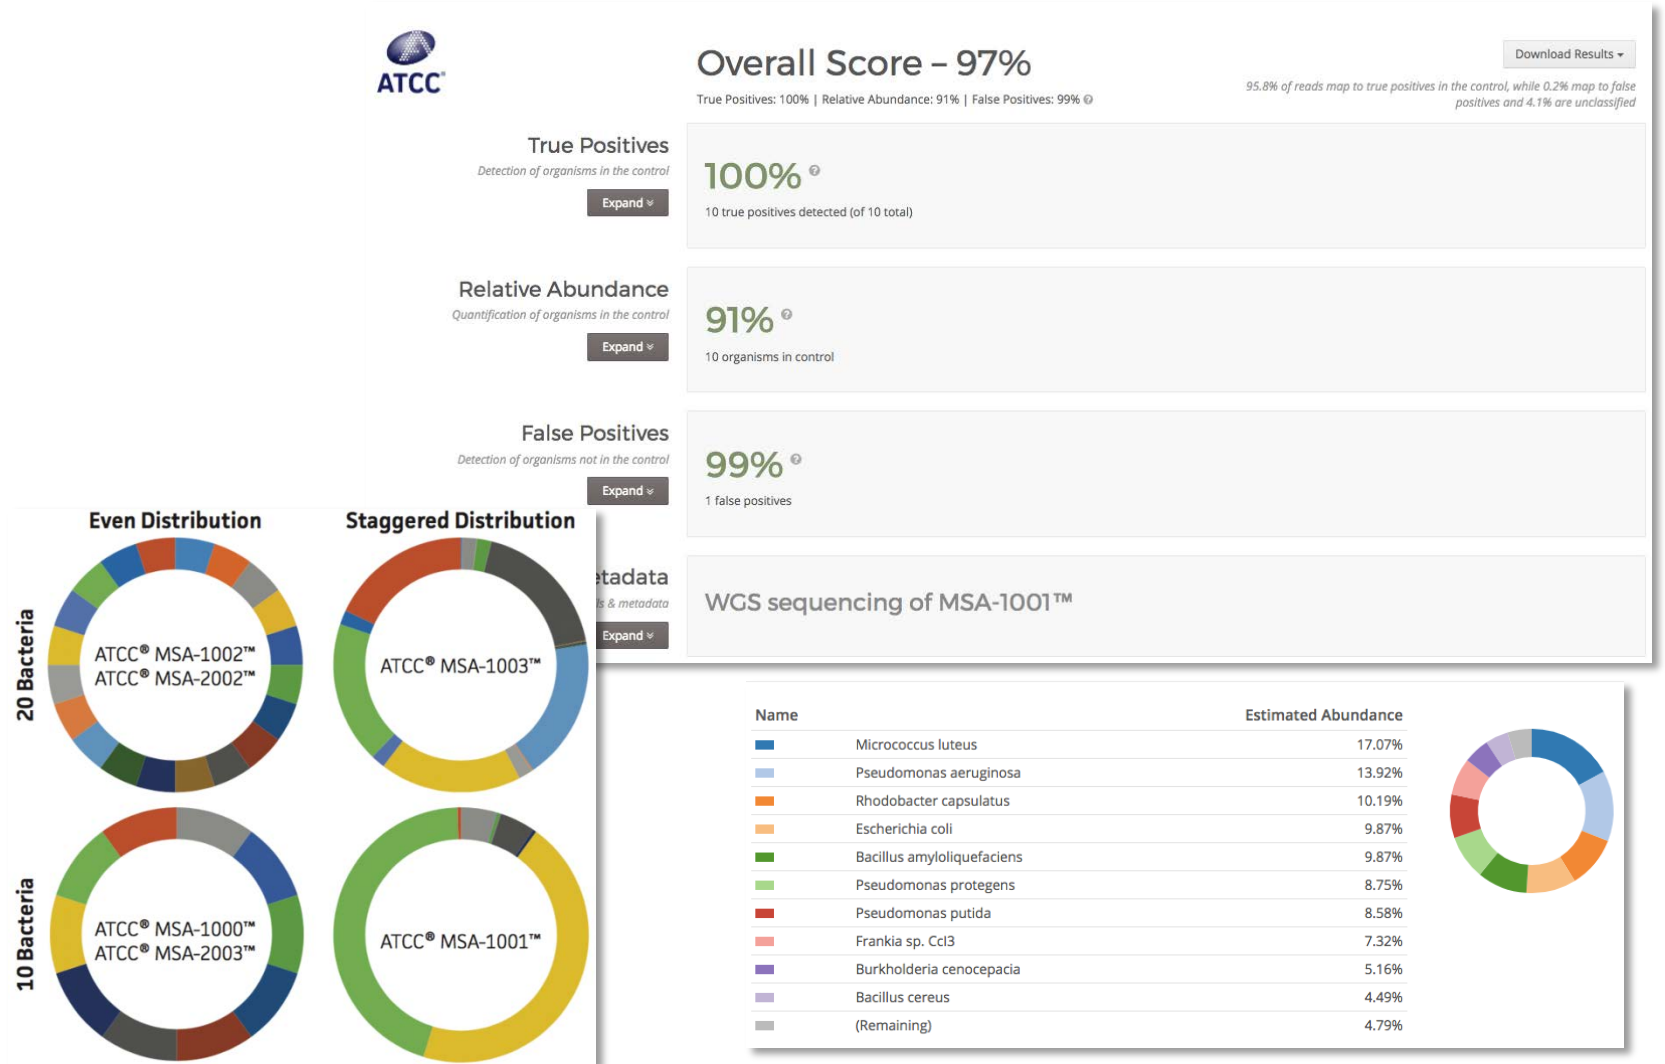 ATCC®
Overall Score – 97%
True Positives: 100% | Relative Abundance: 91% | False Positives: 99%
Download Results
95.8% of reads map to true positives in the control, while 0.2% map to false
positives and 4.1% are unclassified
True Positives
Detection of organisms in the control
Expand
100%
10 true positives detected (of 10 total)
Relative Abundance
Quantification of organisms in the control
Expand
91%
10 organisms in control
False Positives
Detection of organisms not in the control
Expand
99%
1 false positives
etadata
ls & metadata
Expand
WGS sequencing of MSA-1001™
Even Distribution
Staggered Distribution
20 Bacteria
ATCC® MSA-1002™
ATCC® MSA-2002™
ATCC® MSA-1003™
10 Bacteria
ATCC® MSA-1000™
ATCC® MSA-2003™
ATCC® MSA-1001™
Name Estimated Abundance
Micrococcus luteus 17.07%
Pseudomonas aeruginosa 13.92%
Rhodobacter capsulatus 10.19%
Escherichia coli 9.87%
Bacillus amyloliquefaciens 9.87%
Pseudomonas protegens 8.75%
Pseudomonas putida 8.58%
Frankia sp. CcI3 7.32%
Burkholderia cenocepacia 5.16%
Bacillus cereus 4.49%
(Remaining) 4.79%